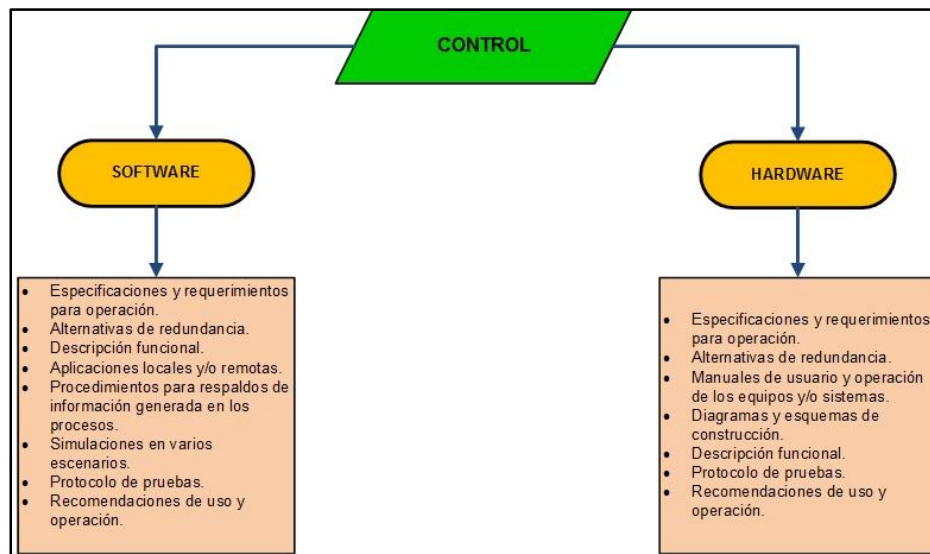 CONTROL
SOFTWARE
• Especificaciones y requerimientos
para operación.
• Alternativas de redundancia.
• Descripción funcional.
• Aplicaciones locales y/o remotas.
• Procedimientos para respaldos de
información generada en los
procesos.
• Simulaciones en varios
escenarios.
• Protocolo de pruebas.
• Recomendaciones de uso y
operación.
HARDWARE
• Especificaciones y requerimientos
para operación.
• Alternativas de redundancia.
• Manuales de usuario y operación
de los equipos y/o sistemas.
• Diagramas y esquemas de
construcción.
• Descripción funcional.
• Protocolo de pruebas.
• Recomendaciones de uso y
operación.